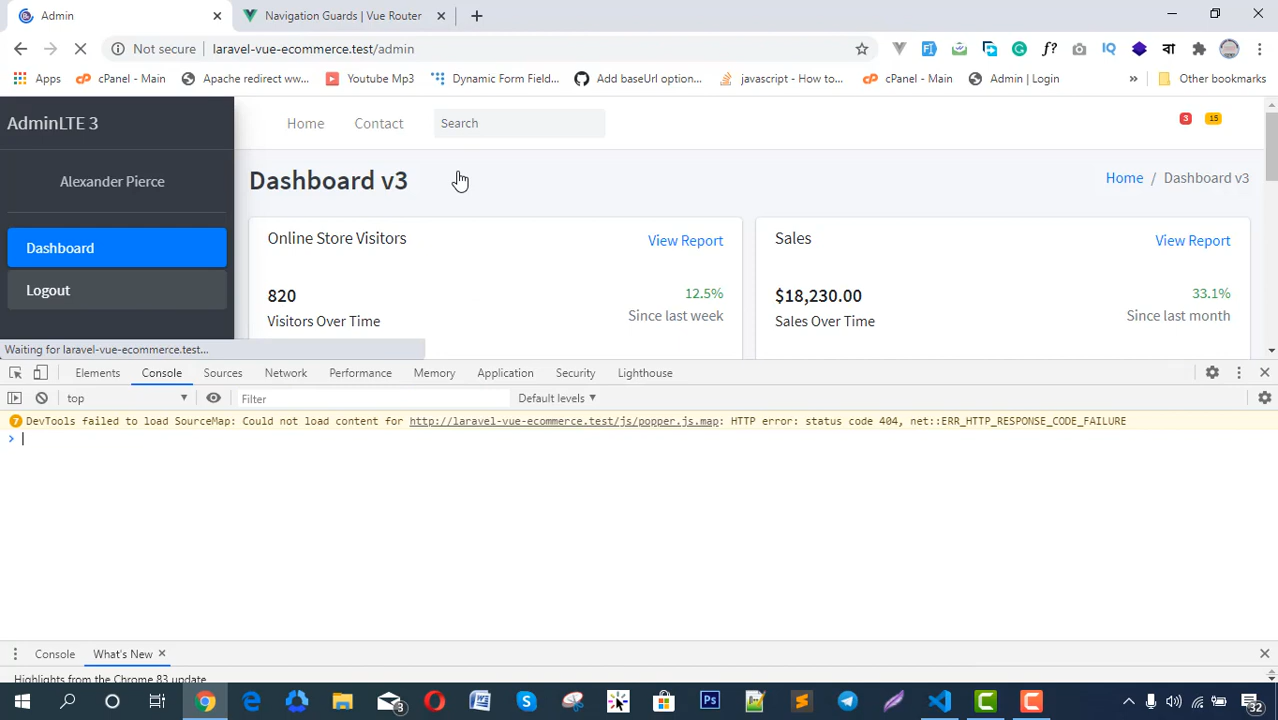 Admin
Navigation Guards | Vue Router
Not secure
laravel-vue-ecommerce.test/admin
f?
IQ
বা
Apps
cPanel - Main
Apache redirect ww...
Youtube Mp3
Dynamic Form Field...
Add baseUrl option...
javascript - How to...
cPanel - Main
Admin | Login
»
Other bookmarks
AdminLTE 3
Home
Contact
Search
3
15
Alexander Pierce
Dashboard v3
Home / Dashboard v3
Dashboard
Online Store Visitors
View Report
Sales
View Report
Logout
820
12.5%
$18,230.00
33.1%
Visitors Over Time
Since last week
Sales Over Time
Since last month
Waiting for laravel-vue-ecommerce.test...
Elements
Console
Sources
Network
Performance
Memory
Application
Security
Lighthouse
top
Filter
Default levels
7
DevTools failed to load SourceMap: Could not load content for http://laravel-vue-ecommerce.test/js/popper.js.map: HTTP error: status code 404, net::ERR_HTTP_RESPONSE_CODE_FAILURE
Console
What's New
Highlights from the Chrome 83 update
3
Ps
32